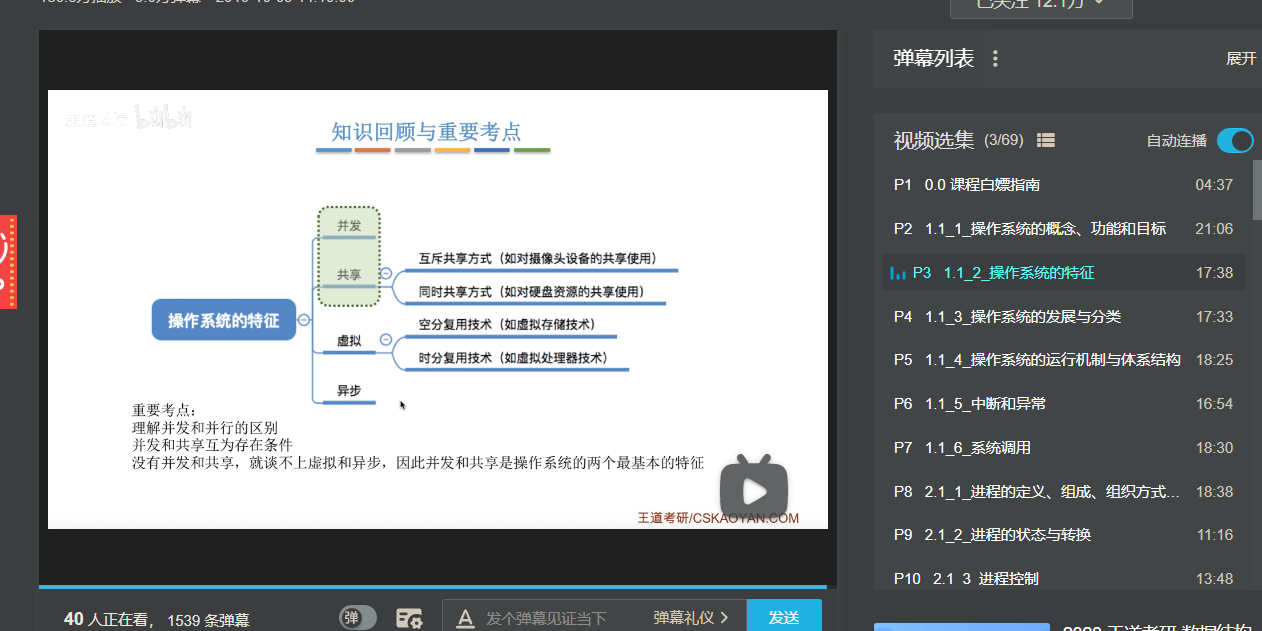 已关注 12.1万
弹幕列表
展开
bilibili
知识回顾与重要考点
并发
共享
互斥共享方式（如对摄像头设备的共享使用）
同时共享方式（如对硬盘资源的共享使用）
操作系统的特征
虚拟
空分复用技术（如虚拟存储技术）
时分复用技术（如虚拟处理器技术）
异步
重要考点：
理解并发和并行的区别
并发和共享互为存在条件
没有并发和共享，就谈不上虚拟和异步，因此并发和共享是操作系统的两个最基本的特征
王道考研/CSKAOYAN.COM
视频选集 (3/69)
自动连播
P1 0.0 课程白嫖指南 04:37
P2 1.1_1_操作系统的概念、功能和目标 21:06
P3 1.1_2_操作系统的特征 17:38
P4 1.1_3_操作系统的发展与分类 17:33
P5 1.1_4_操作系统的运行机制与体系结构 18:25
P6 1.1_5_中断和异常 16:54
P7 1.1_6_系统调用 18:30
P8 2.1_1_进程的定义、组成、组织方式... 18:38
P9 2.1_2_进程的状态与转换 11:16
P10 2.1_3_进程控制 13:48
40 人正在看， 1539 条弹幕
弹
A 发个弹幕见证当下
弹幕礼仪 >
发送